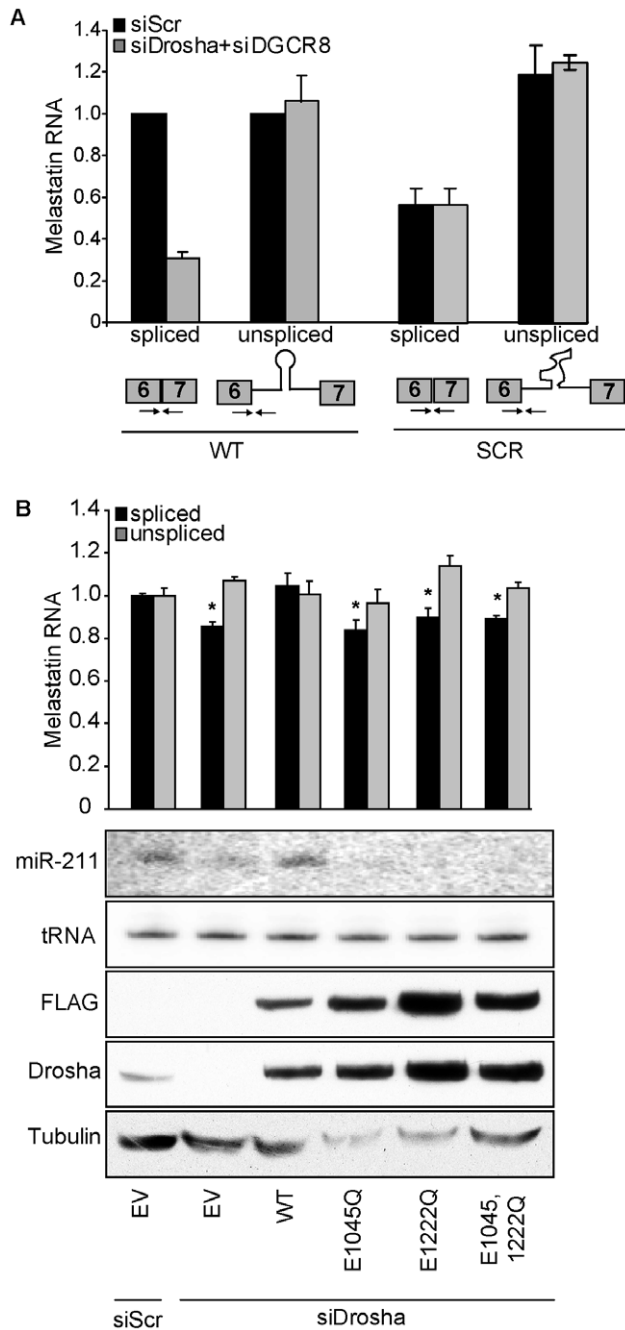 A
siScr
siDrosha+siDGCR8
Melastatin RNA
1.4
1.2
1.0
0.8
0.6
0.4
0.2
0
spliced unspliced spliced unspliced
6 7 6 7 6 7 6 7
WT SCR
B
spliced
unspliced
Melastatin RNA
1.4
1.2
1.0
0.8
0.6
0.4
0.2
0
* * * *
miR-211
tRNA
FLAG
Drosha
Tubulin
EV EV WT E1045Q E1222Q E1045,
1222Q
siScr siDrosha